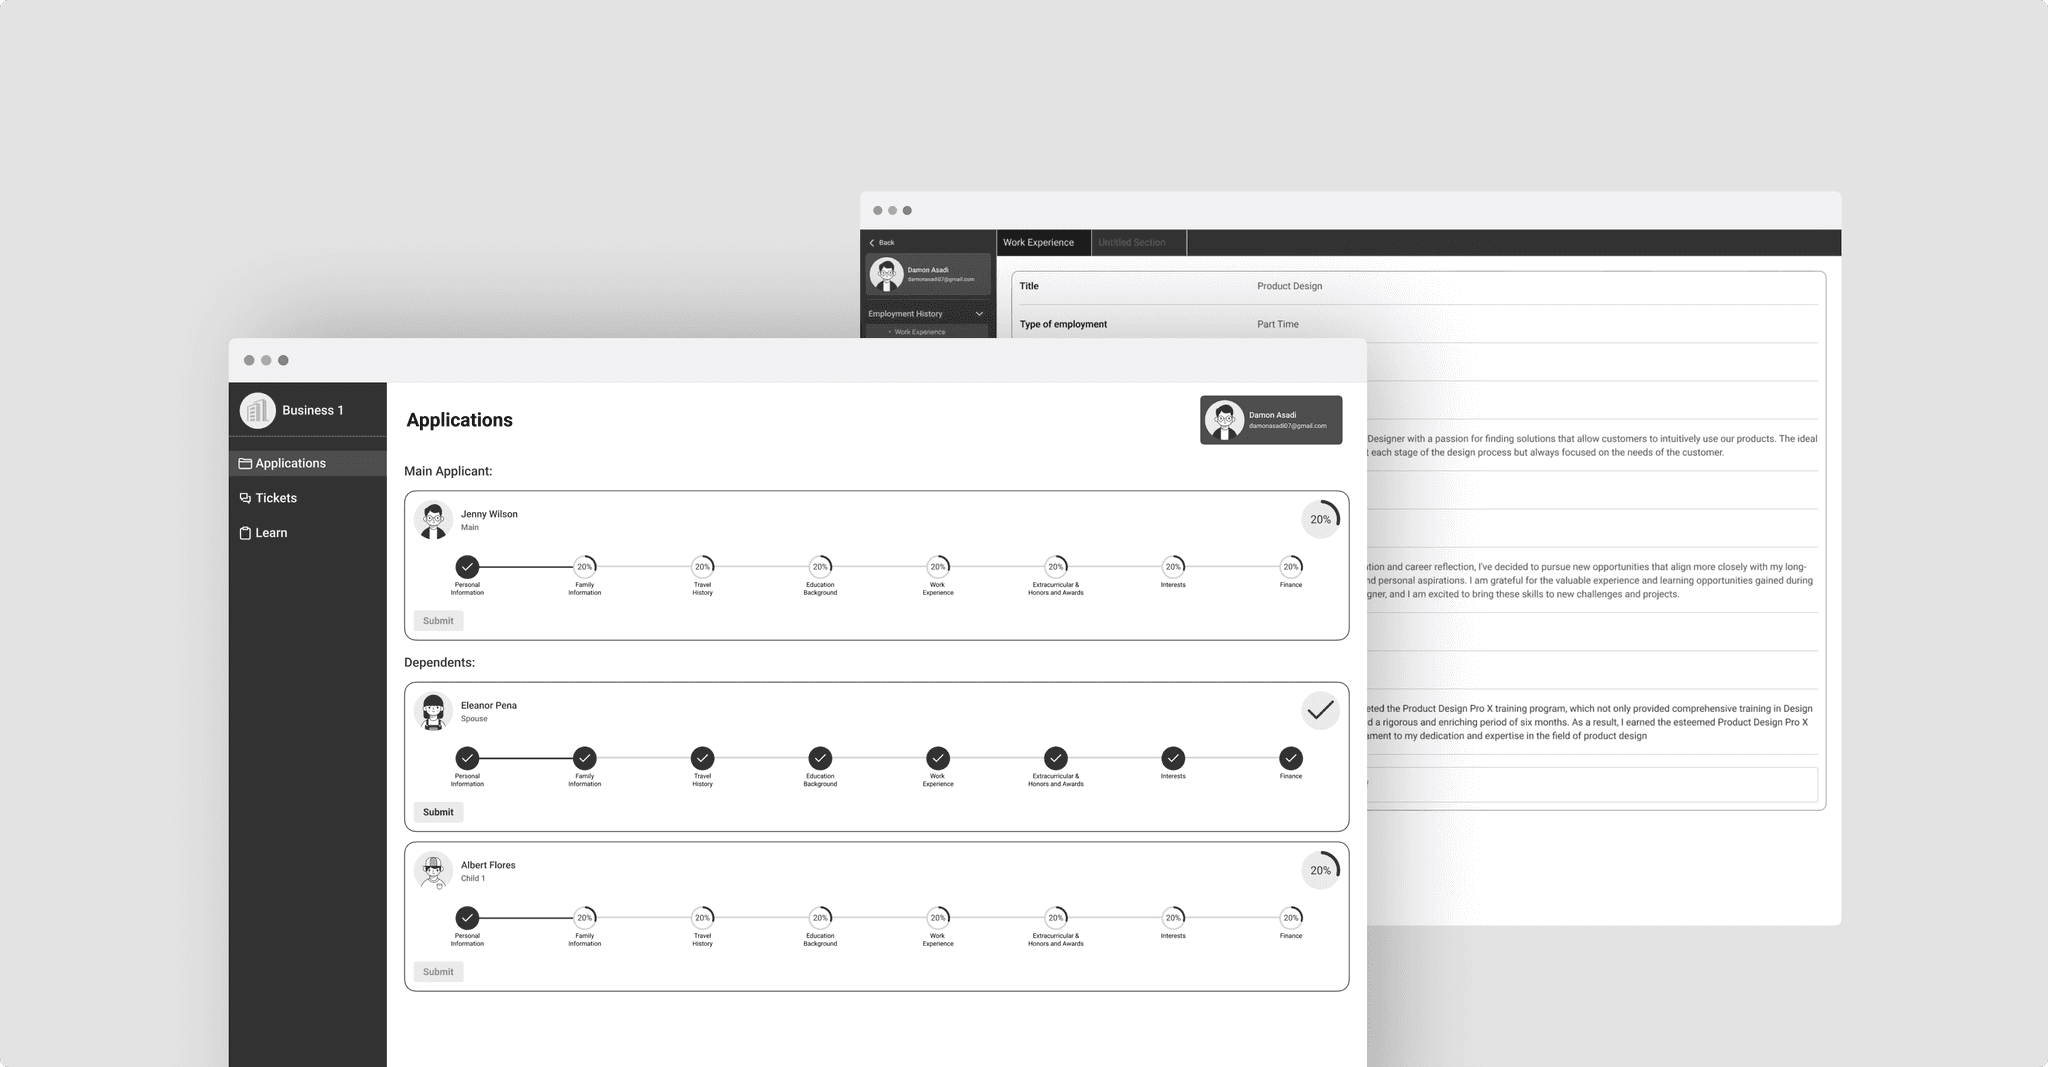 Back
Damon Asadi
damonasadi07@gmail.com
Employment History
Work Experience
Work Experience
Untitled Section
Title
Product Design
Type of employment
Part Time
Designer with a passion for finding solutions that allow customers to intuitively use our products. The ideal
each stage of the design process but always focused on the needs of the customer.
and career reflection, I've decided to pursue new opportunities that align more closely with my long-
personal aspirations. I am grateful for the valuable experience and learning opportunities gained during
and I am excited to bring these skills to new challenges and projects.
the Product Design Pro X training program, which not only provided comprehensive training in Design
a rigorous and enriching period of six months. As a result, I earned the esteemed Product Design Pro X
to my dedication and expertise in the field of product design
Business 1
Applications
Tickets
Learn
Applications
Damon Asadi
damonasadi07@gmail.com
Main Applicant:
Jenny Wilson
Main
20%
20%
20%
20%
20%
20%
20%
20%
Personal
Information
Family
Information
Travel
History
Education
Background
Work
Experience
Extracurricular &
Honors and Awards
Interests
Finance
Submit
Dependents:
Eleanor Pena
Spouse
Personal
Information
Family
Information
Travel
History
Education
Background
Work
Experience
Extracurricular &
Honors and Awards
Interests
Finance
Submit
Albert Flores
Child 1
20%
20%
20%
20%
20%
20%
20%
20%
Personal
Information
Family
Information
Travel
History
Education
Background
Work
Experience
Extracurricular &
Honors and Awards
Interests
Finance
Submit